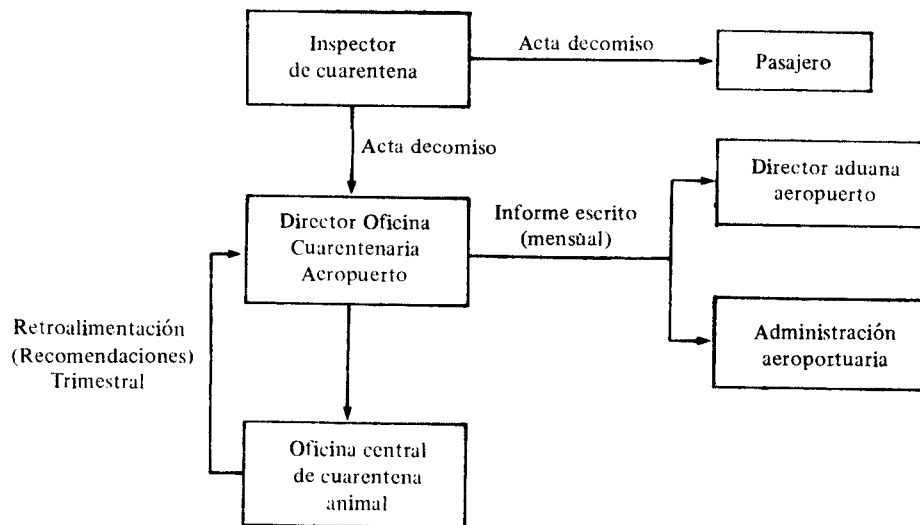 Inspector
de cuarentena
Acta decomiso
Pasajero
Acta decomiso
Director Oficina
Cuarentenaria
Aeropuerto
Informe escrito
(mensual)
Director aduana
aeropuerto
Administración
aeroportuaria
Retroalimentación
(Recomendaciones)
Trimestral
Oficina central
de cuarentena
animal